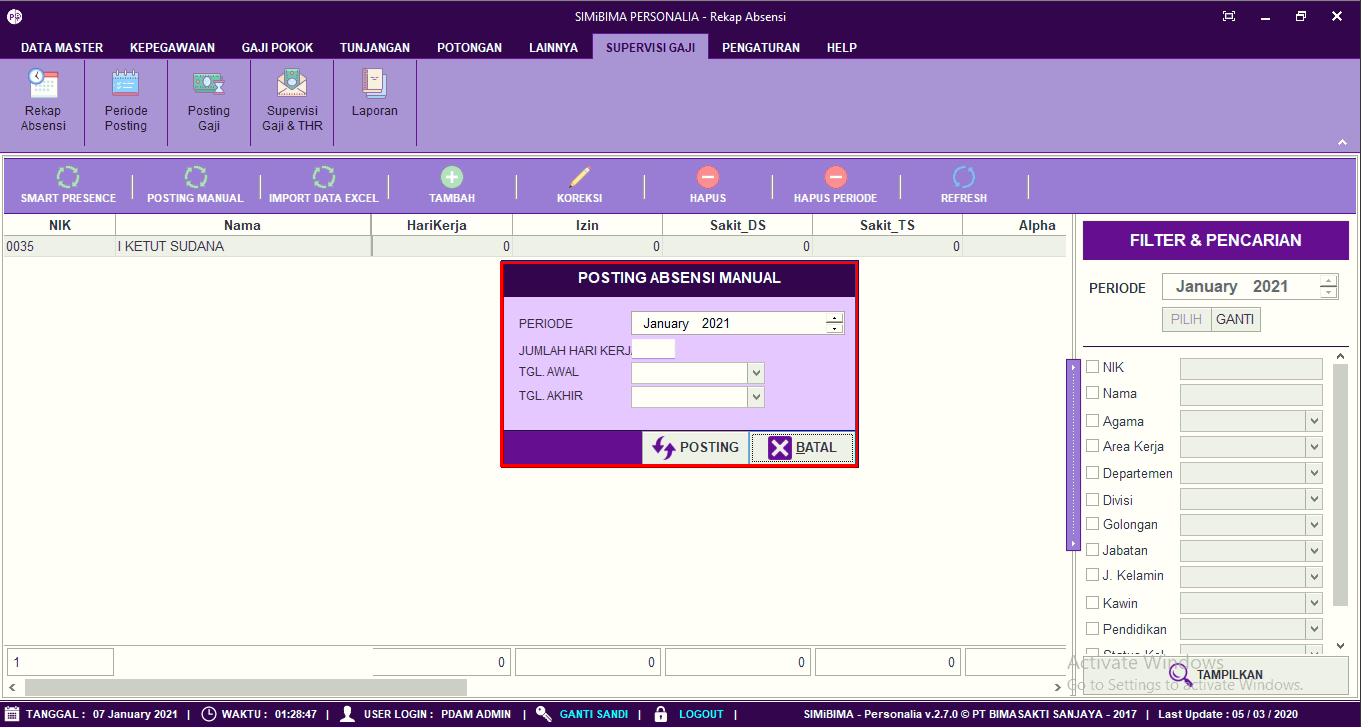 SIMiBIMA PERSONALIA - Rekap Absensi
DATA MASTER KEPEGAWAIAN GAJI POKOK TUNJANGAN POTONGAN LAINNYA SUPERVISI GAJI PENGATURAN HELP
Rekap Absensi
Periode Posting
Posting Gaji
Supervisi Gaji & THR
Laporan
SMART PRESENCE POSTING MANUAL IMPORT DATA EXCEL TAMBAH KOREKSI HAPUS HAPUS PERIODE REFRESH
NIK Nama HariKerja Izin Sakit_DS Sakit_TS Alpha
0035 I KETUT SUDANA 0 0 0 0
POSTING ABSENSI MANUAL
PERIODE January 2021
JUMLAH HARI KERJ
TGL. AWAL
TGL. AKHIR
POSTING BATAL
FILTER & PENCARIAN
PERIODE January 2021
PILIH GANTI
NIK
Nama
Agama
Area Kerja
Departemen
Divisi
Golongan
Jabatan
J. Kelamin
Kawin
Pendidikan
TAMPILKAN
Activate Windows
Go to Settings to activate Windows.
1 0 0 0 0
TANGGAL : 07 January 2021 | WAKTU : 01:28:47 | USER LOGIN : PDAM ADMIN | GANTI SANDI | LOGOUT | SIMiBIMA - Personalia v.2.7.0 © PT BIMASAKTI SANJAYA - 2017 | Last Update : 05 / 03 / 2020